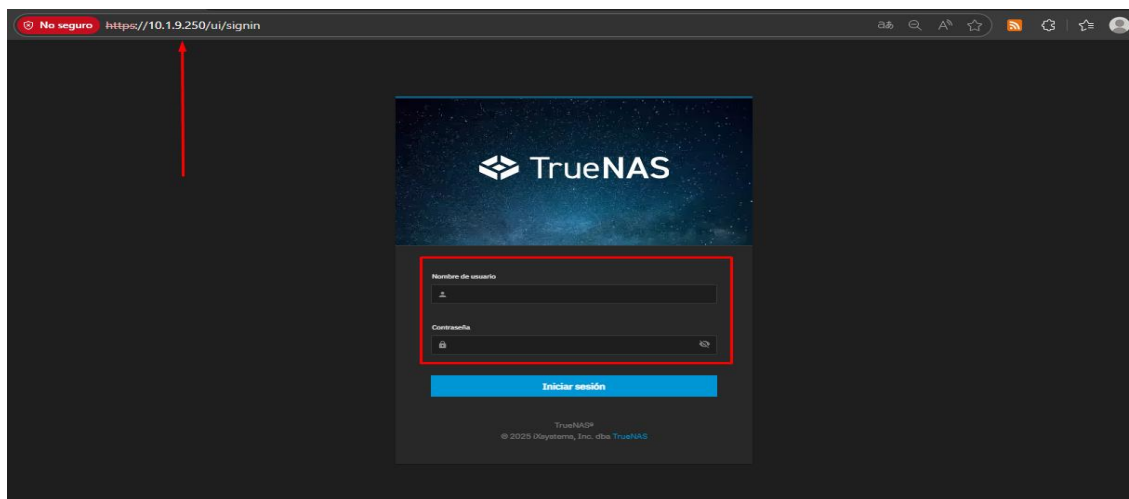 No seguro https://10.1.9.250/ui/signin
TrueNAS
Nombre de usuario
Contraseña
Iniciar sesión
TrueNAS®
© 2025 iXsystems, Inc. dba TrueNAS